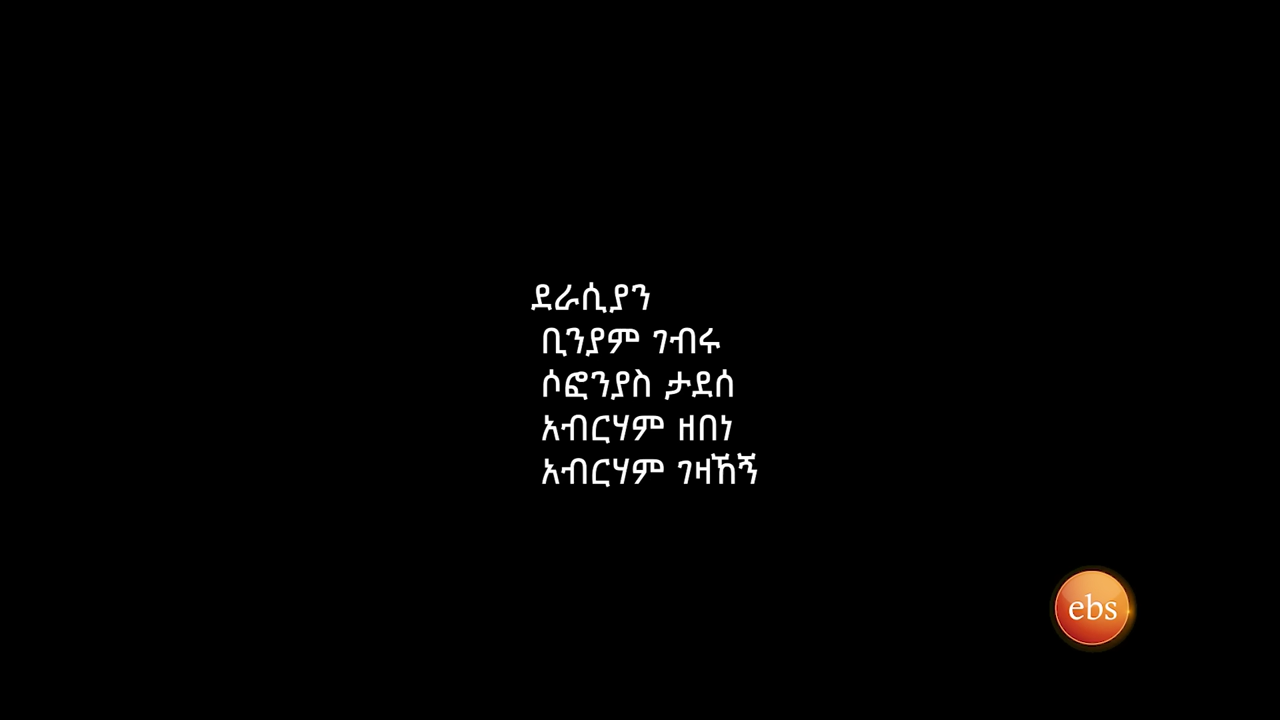 ደራሲያን
ቢንያም ገብሩ
ሶፎንያስ ታደሰ
አብርሃም ዘበነ
አብርሃም ገዛኸኝ
ebs